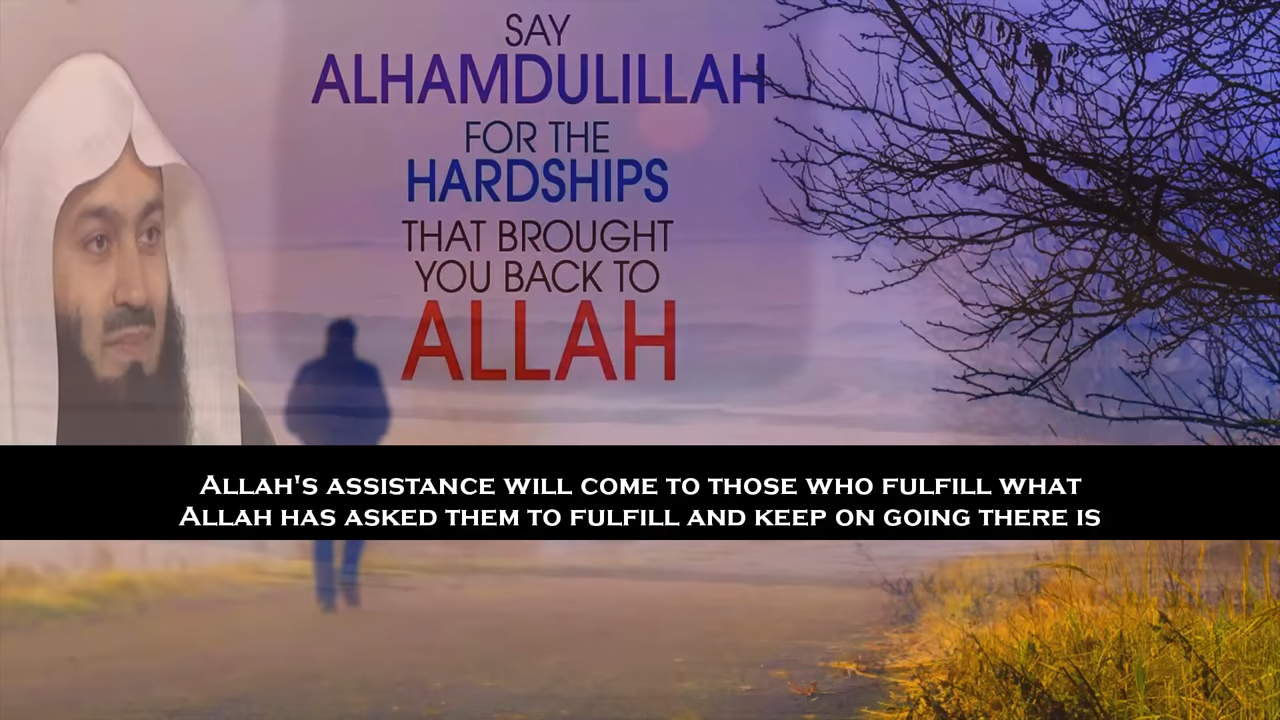 SAY
ALHAMDULILLAH
FOR THE
HARDSHIPS
THAT BROUGHT
YOU BACK TO
ALLAH
ALLAH'S ASSISTANCE WILL COME TO THOSE WHO FULFILL WHAT
ALLAH HAS ASKED THEM TO FULFILL AND KEEP ON GOING THERE IS